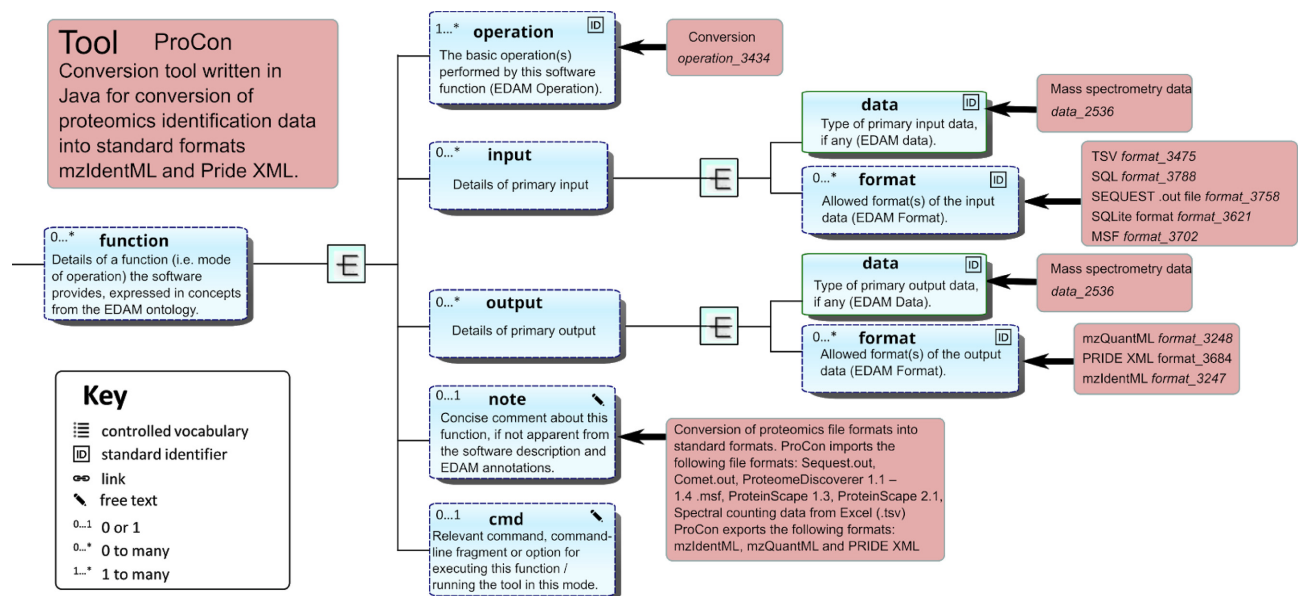 Tool ProCon
Conversion tool written in
Java for conversion of
proteomics identification data
into standard formats
mzIdentML and Pride XML.
1...* operation ID
The basic operation(s)
performed by this software
function (EDAM Operation).
Conversion
operation_3434
0...* input
Details of primary input
data ID
Type of primary input data,
if any (EDAM data).
Mass spectrometry data
data_2536
0...* format ID
Allowed format(s) of the input
data (EDAM Format).
TSV format_3475
SQL format_3788
SEQUEST .out file format_3758
SQLite format format_3621
MSF format_3702
0...* function
Details of a function (i.e. mode
of operation) the software
provides, expressed in concepts
from the EDAM ontology.
0...* output
Details of primary output
data ID
Type of primary output data,
if any (EDAM Data).
Mass spectrometry data
data_2536
0...* format ID
Allowed format(s) of the output
data (EDAM Format).
mzQuantML format_3248
PRIDE XML format_3684
mzIdentML format_3247
0...1 note
Concise comment about this
function, if not apparent from
the software description and
EDAM annotations.
Conversion of proteomics file formats into
standard formats. ProCon imports the
following file formats: Sequest.out,
Comet.out, ProteomeDiscoverer 1.1 –
1.4 .msf, ProteinScape 1.3, ProteinScape 2.1,
Spectral counting data from Excel (.tsv)
ProCon exports the following formats:
mzIdentML, mzQuantML and PRIDE XML
0...1 cmd
Relevant command, command-
line fragment or option for
executing this function /
running the tool in this mode.
Key
controlled vocabulary
ID standard identifier
link
free text
0...1 0 or 1
0...* 0 to many
1...* 1 to many